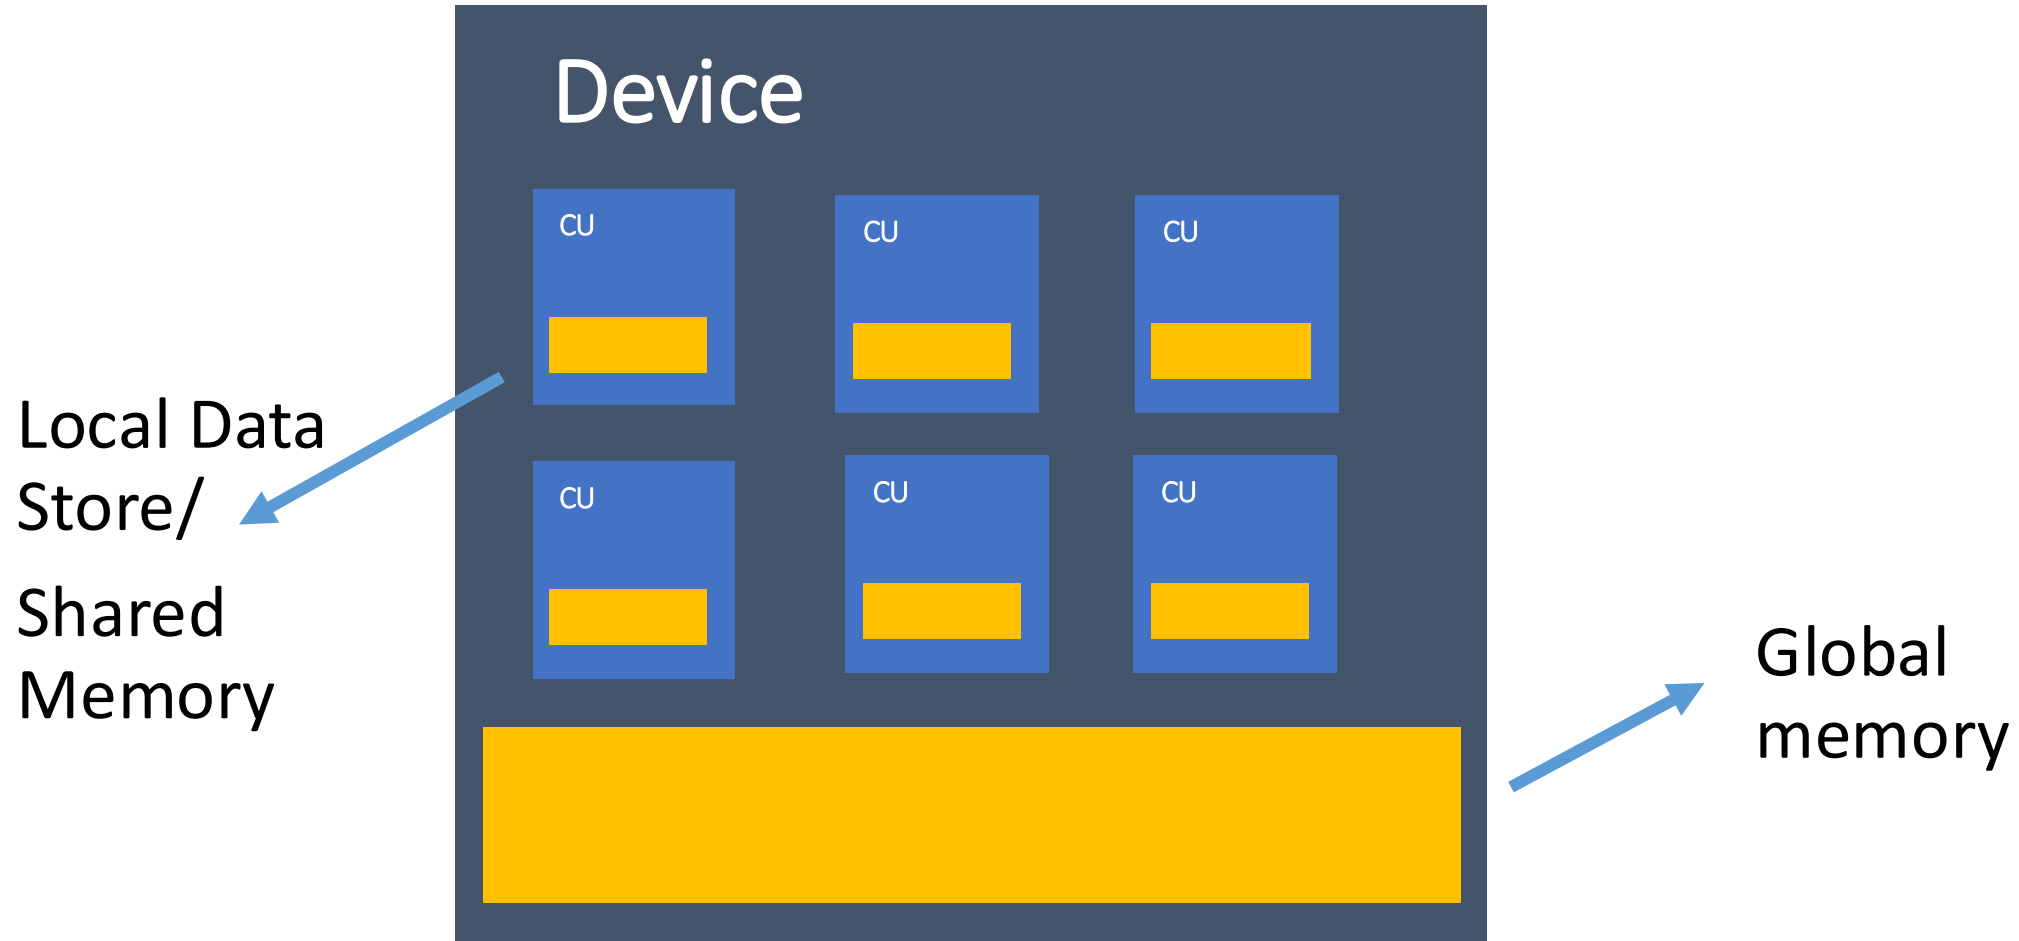 Device
CU
CU
CU
CU
CU
CU
Local Data
Store/
Shared
Memory
Global
memory